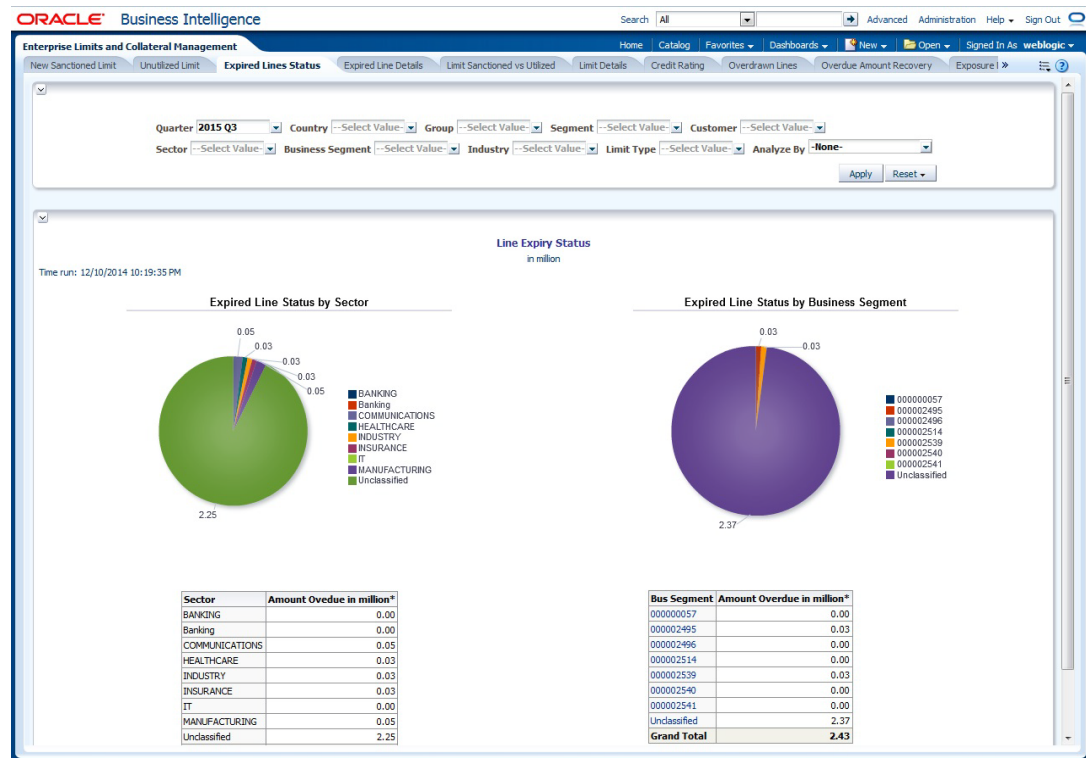 ORACLE Business Intelligence
Search All Advanced Administration Help Sign Out
Enterprise Limits and Collateral Management
Home Catalog Favorites Dashboards New Open Signed In As weblogic
New Sanctioned Limit Unutilized Limit Expired Lines Status Expired Line Details Limit Sanctioned vs Utilized Limit Details Credit Rating Overdrawn Lines Overdue Amount Recovery Exposure »
Quarter 2015 Q3 Country --Select Value- Group --Select Value- Segment --Select Value- Customer --Select Value-
Sector --Select Value- Business Segment --Select Value- Industry --Select Value- Limit Type --Select Value- Analyze By -None-
Apply Reset
Line Expiry Status
in million
Time run: 12/10/2014 10:19:35 PM
Expired Line Status by Sector
0.05
0.03
0.03
0.03
0.05
2.25
BANKING
Banking
COMMUNICATIONS
HEALTHCARE
INDUSTRY
INSURANCE
IT
MANUFACTURING
Unclassified
Expired Line Status by Business Segment
0.03
0.03
2.37
000000057
000002495
000002496
000002514
000002539
000002540
000002541
Unclassified
Sector Amount Ovedue in million*
BANKING 0.00
Banking 0.00
COMMUNICATIONS 0.05
HEALTHCARE 0.03
INDUSTRY 0.03
INSURANCE 0.03
IT 0.00
MANUFACTURING 0.05
Unclassified 2.25
Bus Segment Amount Overdue in million*
000000057 0.00
000002495 0.03
000002496 0.00
000002514 0.00
000002539 0.03
000002540 0.00
000002541 0.00
Unclassified 2.37
Grand Total 2.43